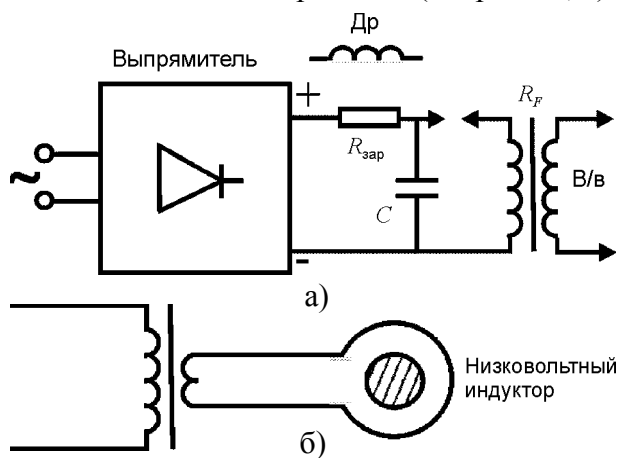 Др
Выпрямитель
+
R_F
R_зар
~
В/в
C
-
а)
Низковольтный
индуктор
б)